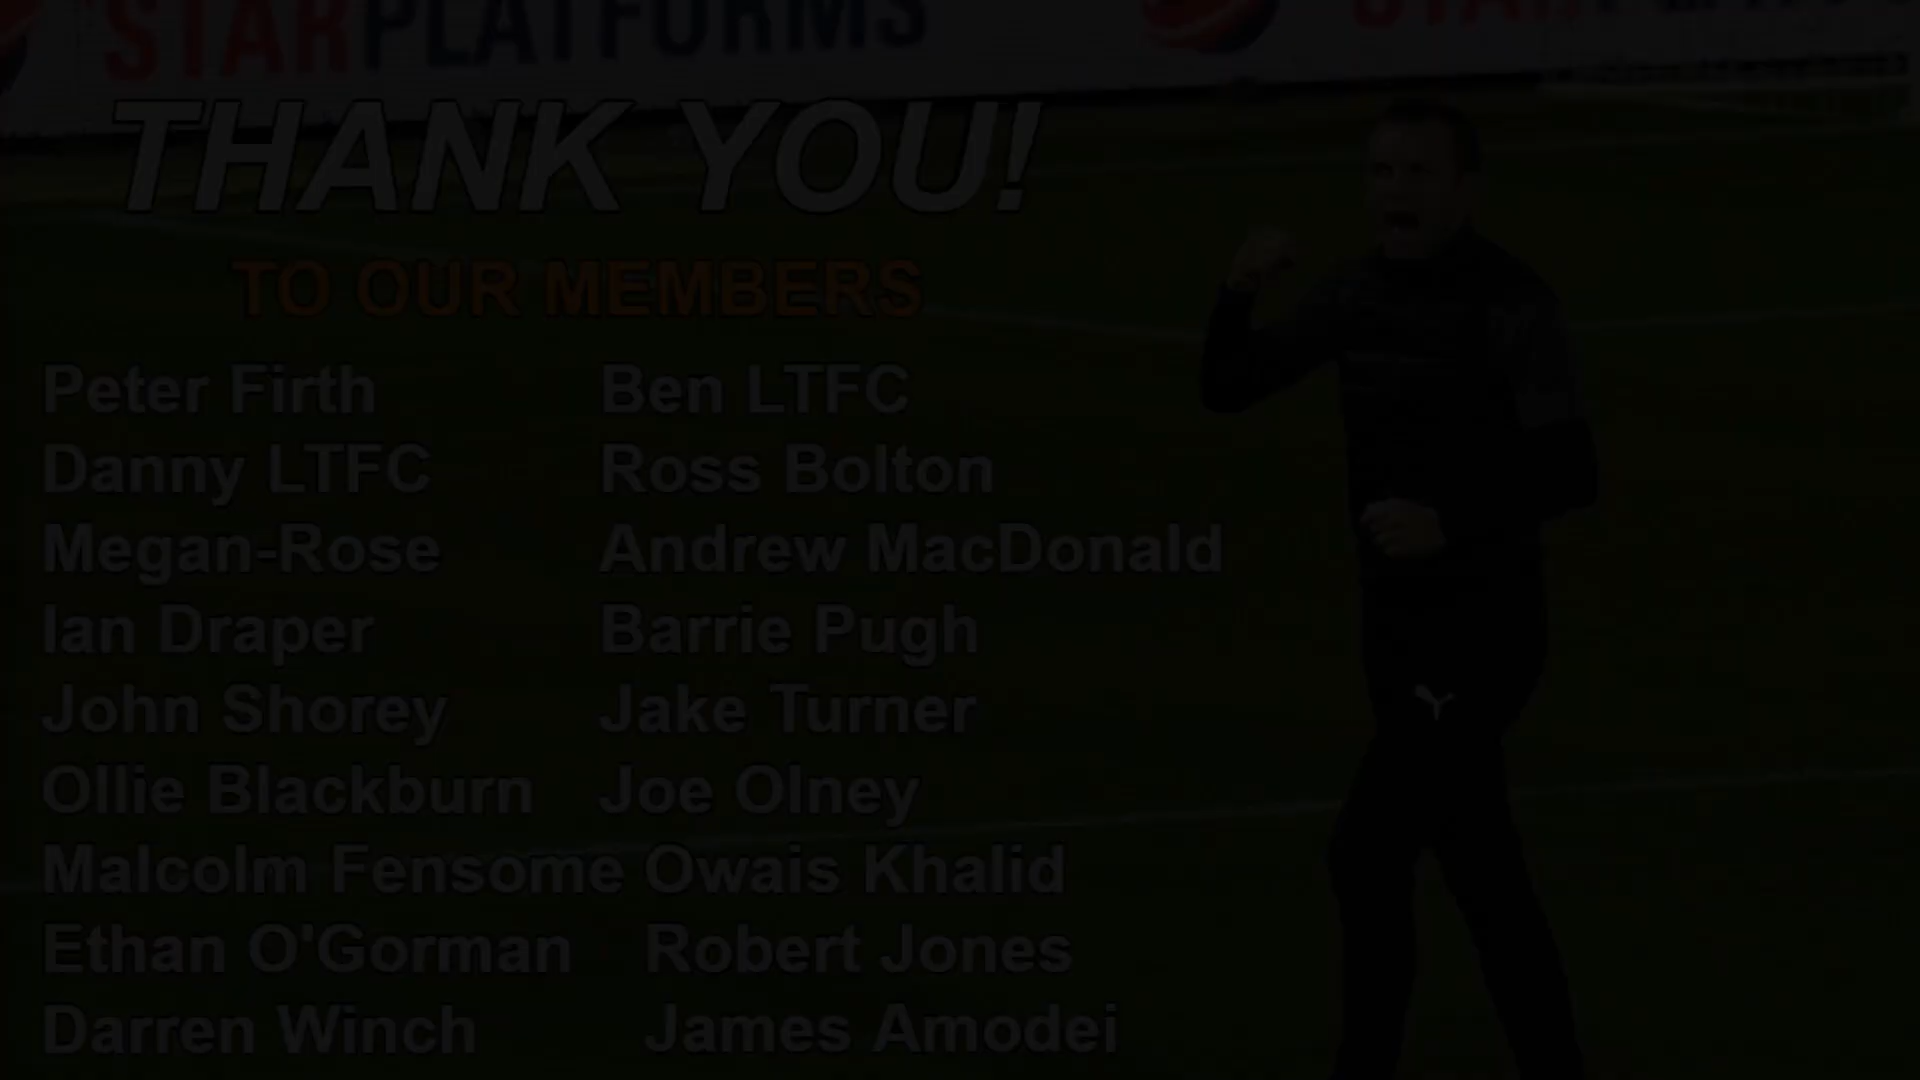 STARPLATFORMS
THANK YOU!
TO OUR MEMBERS
Peter Firth Ben LTFC
Danny LTFC Ross Bolton
Megan-Rose Andrew MacDonald
Ian Draper Barrie Pugh
John Shorey Jake Turner
Ollie Blackburn Joe Olney
Malcolm Fensome Owais Khalid
Ethan O'Gorman Robert Jones
Darren Winch James Amodei